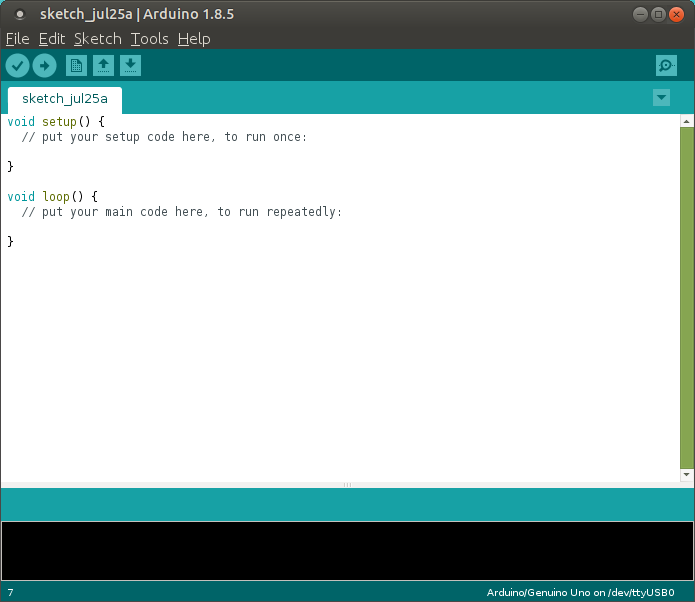 sketch_jul25a | Arduino 1.8.5
File Edit Sketch Tools Help
sketch_jul25a
void setup() {
  // put your setup code here, to run once:
}
void loop() {
  // put your main code here, to run repeatedly:
}
7 Arduino/Genuino Uno on /dev/ttyUSB0